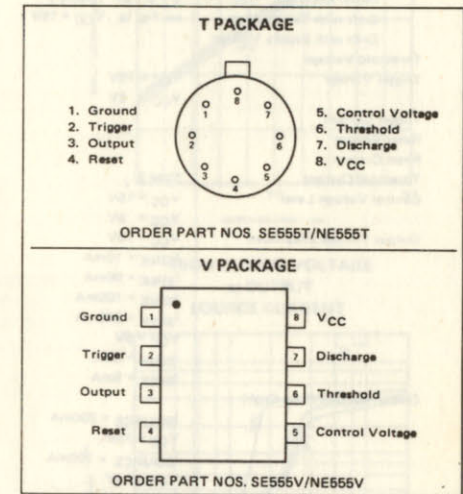 T PACKAGE
8
1
7
2
6
3
5
4
1. Ground
2. Trigger
3. Output
4. Reset
5. Control Voltage
6. Threshold
7. Discharge
8. VCC
ORDER PART NOS. SE555T/NE555T
V PACKAGE
Ground 1
8 VCC
Trigger 2
7 Discharge
Output 3
6 Threshold
Reset 4
5 Control Voltage
ORDER PART NOS. SE555V/NE555V